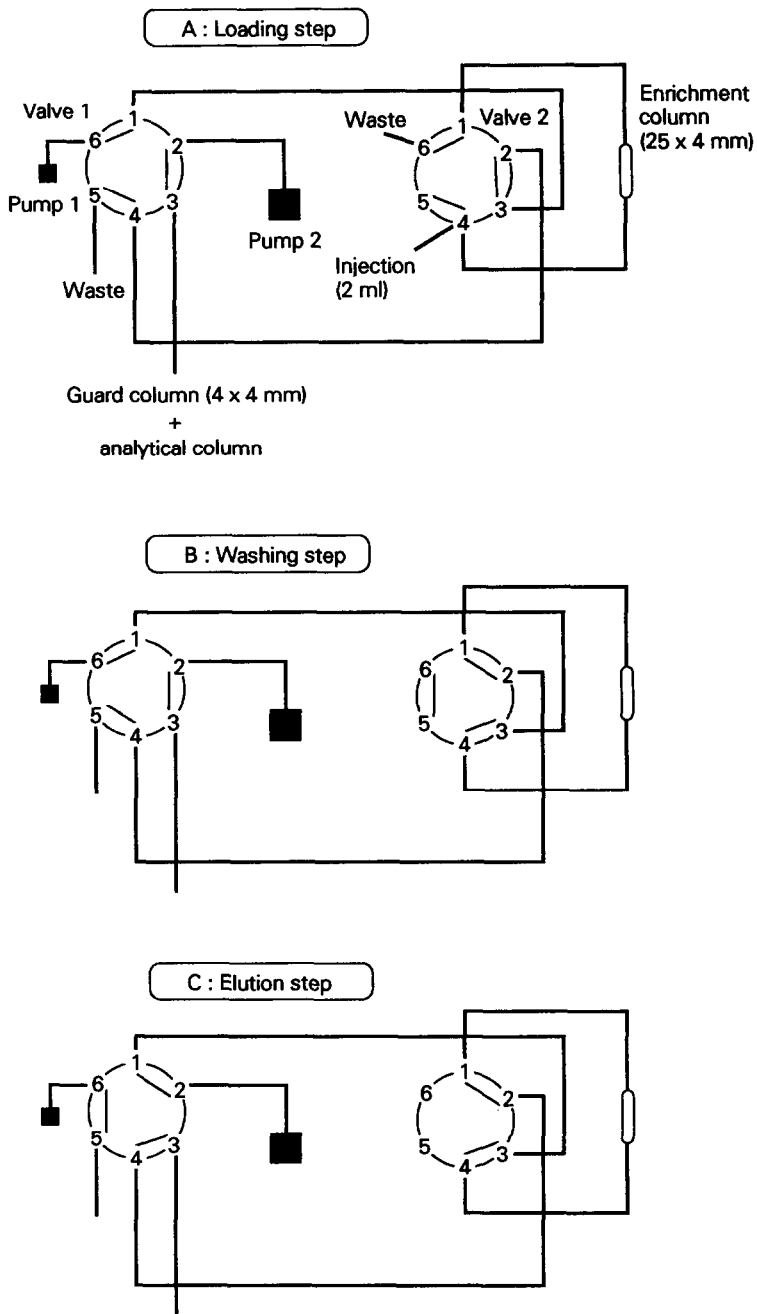 A : Loading step
Valve 1
1
2
3
4
5
6
Pump 1
Waste
Pump 2
Waste
1
Valve 2
2
3
4
5
6
Injection
(2 ml)
Enrichment
column
(25 x 4 mm)
Guard column (4 x 4 mm)
+
analytical column
B : Washing step
1
2
3
4
5
6
1
2
3
4
5
6
C : Elution step
1
2
3
4
5
6
1
2
3
4
5
6